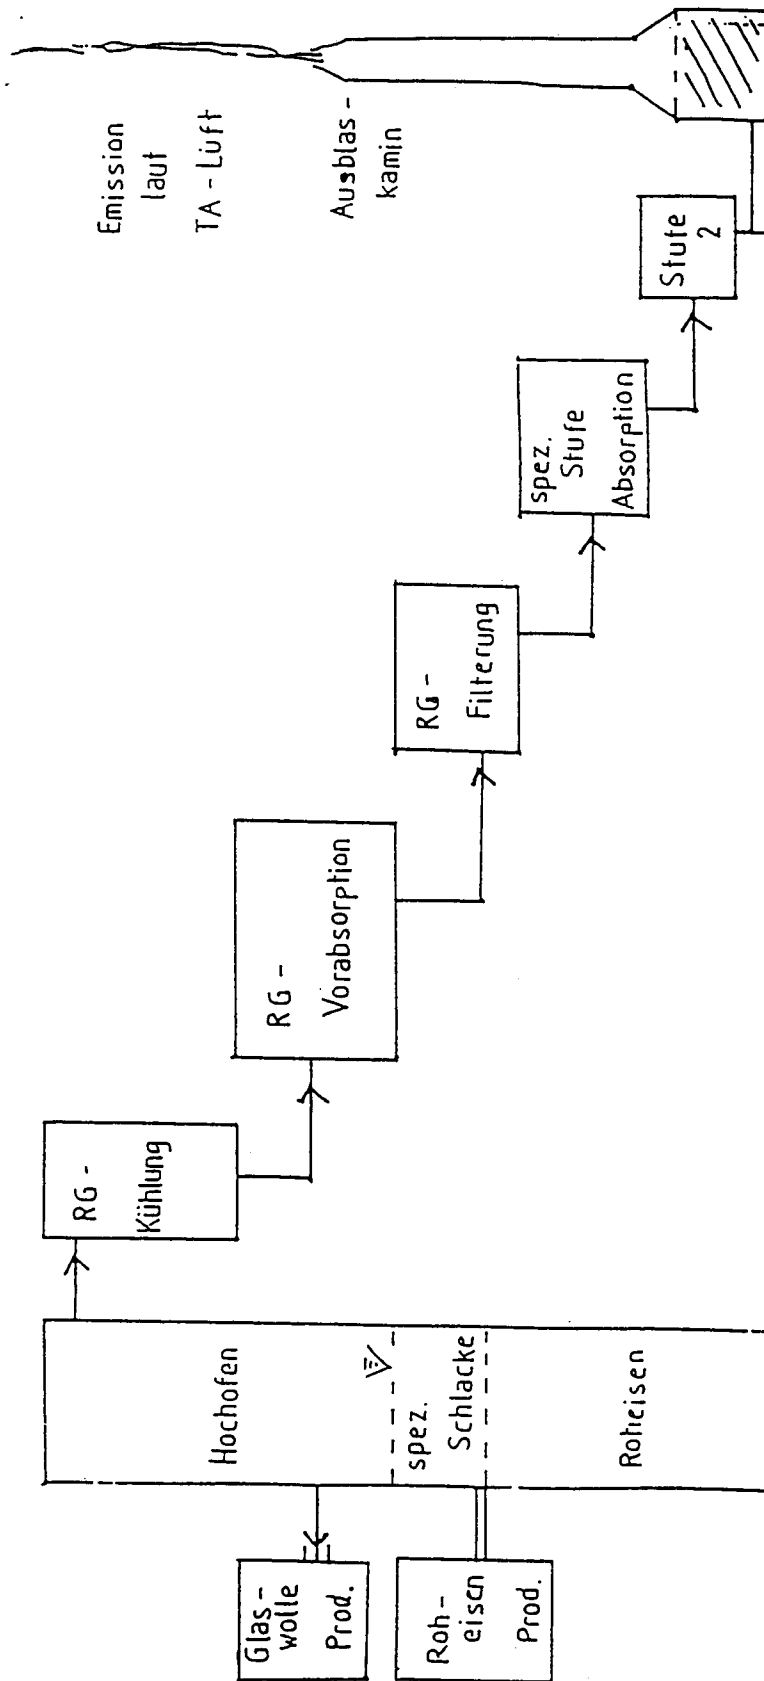 Glas-
wolle
Prod.
Roh-
eisen
Prod.
Hochofen
spez.
Schlacke
Roheisen
RG -
Kühlung
RG -
Vorabsorption
RG -
Filterung
spez.
Stufe
Absorption
Stufe
2
Emission
laut
TA - Luft
Ausblas -
kamin